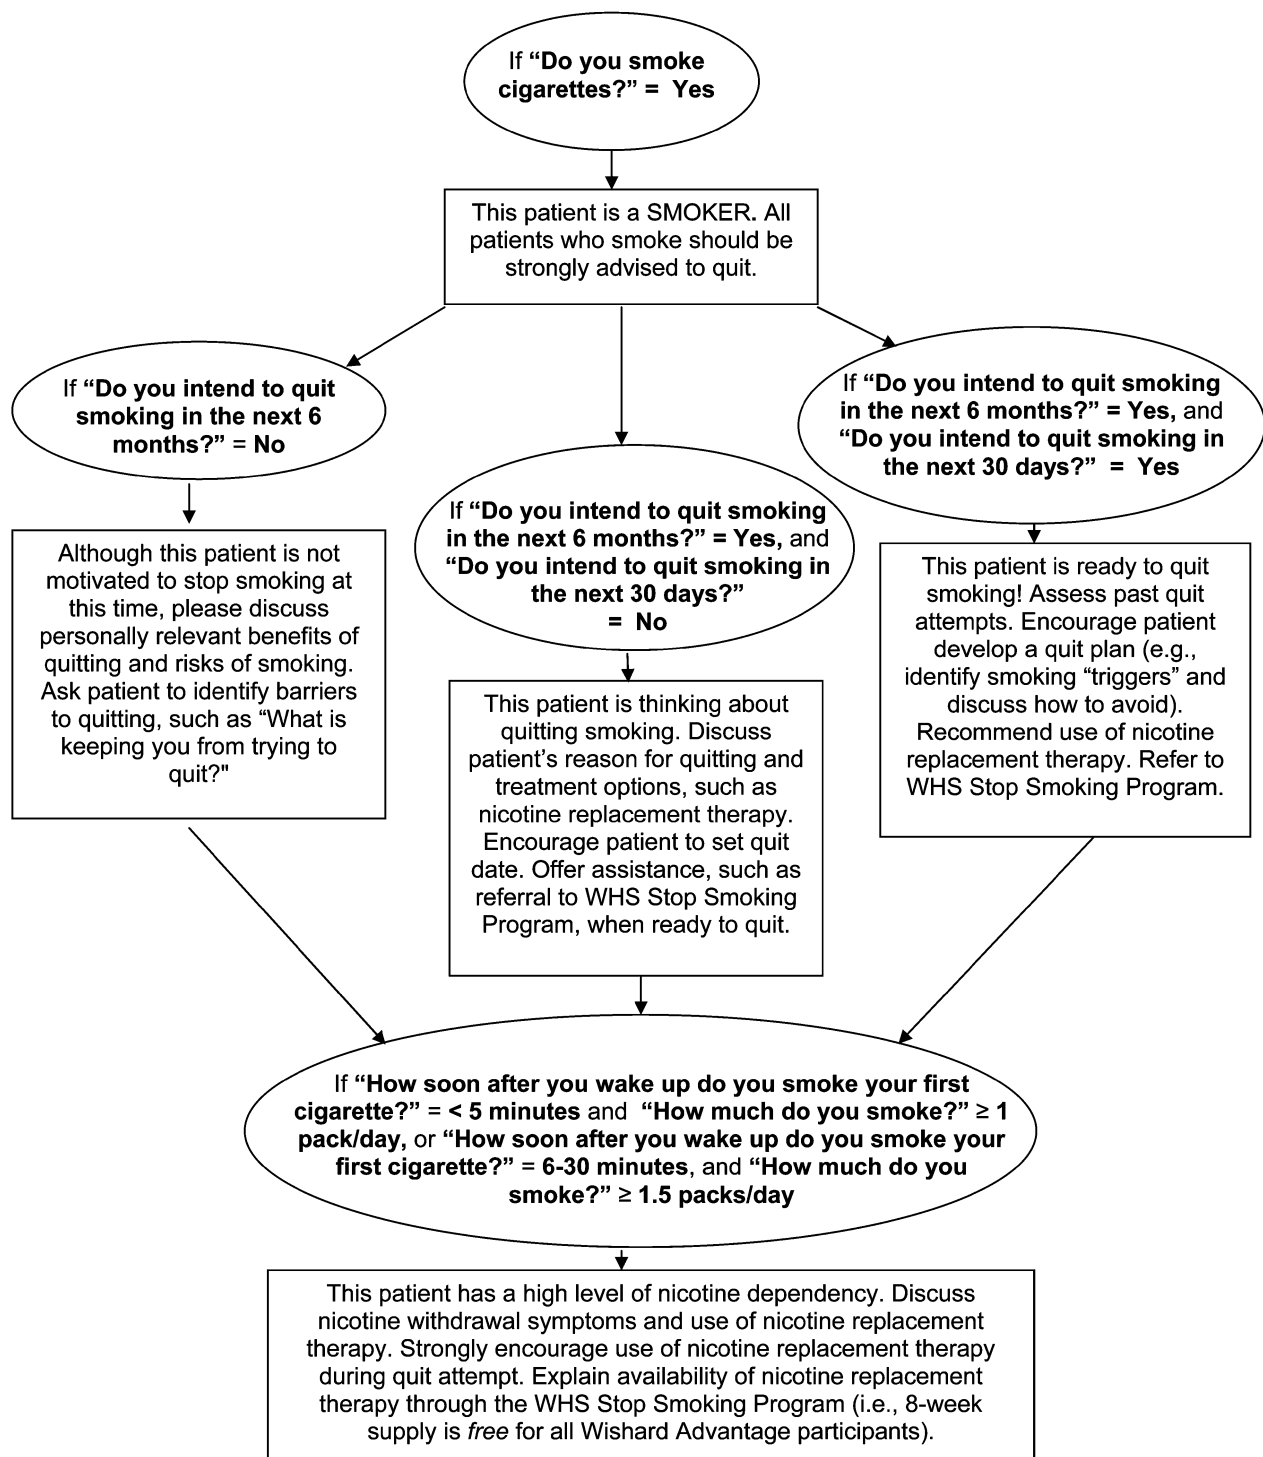 If “Do you smoke
cigarettes?” = Yes
This patient is a SMOKER. All
patients who smoke should be
strongly advised to quit.
If “Do you intend to quit
smoking in the next 6
months?” = No
Although this patient is not
motivated to stop smoking at
this time, please discuss
personally relevant benefits of
quitting and risks of smoking.
Ask patient to identify barriers
to quitting, such as “What is
keeping you from trying to
quit?"
If “Do you intend to quit smoking
in the next 6 months?” = Yes, and
“Do you intend to quit smoking in
the next 30 days?”
= No
This patient is thinking about
quitting smoking. Discuss
patient’s reason for quitting and
treatment options, such as
nicotine replacement therapy.
Encourage patient to set quit
date. Offer assistance, such as
referral to WHS Stop Smoking
Program, when ready to quit.
If “Do you intend to quit smoking
in the next 6 months?” = Yes, and
“Do you intend to quit smoking in
the next 30 days?” = Yes
This patient is ready to quit
smoking! Assess past quit
attempts. Encourage patient
develop a quit plan (e.g.,
identify smoking “triggers” and
discuss how to avoid).
Recommend use of nicotine
replacement therapy. Refer to
WHS Stop Smoking Program.
If “How soon after you wake up do you smoke your first
cigarette?” = < 5 minutes and “How much do you smoke?” ≥ 1
pack/day, or “How soon after you wake up do you smoke your
first cigarette?” = 6-30 minutes, and “How much do you
smoke?” ≥ 1.5 packs/day
This patient has a high level of nicotine dependency. Discuss
nicotine withdrawal symptoms and use of nicotine replacement
therapy. Strongly encourage use of nicotine replacement therapy
during quit attempt. Explain availability of nicotine replacement
therapy through the WHS Stop Smoking Program (i.e., 8-week
supply is free for all Wishard Advantage participants).